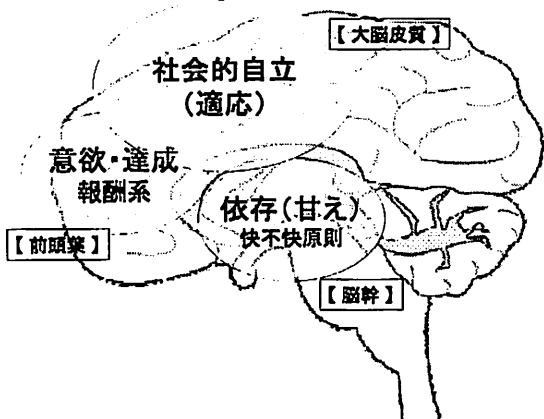 【大脳皮質】
社会的自立
(適応)
意欲・達成
報酬系
依存(甘え)
快不快原則
【前頭葉】
【脳幹】